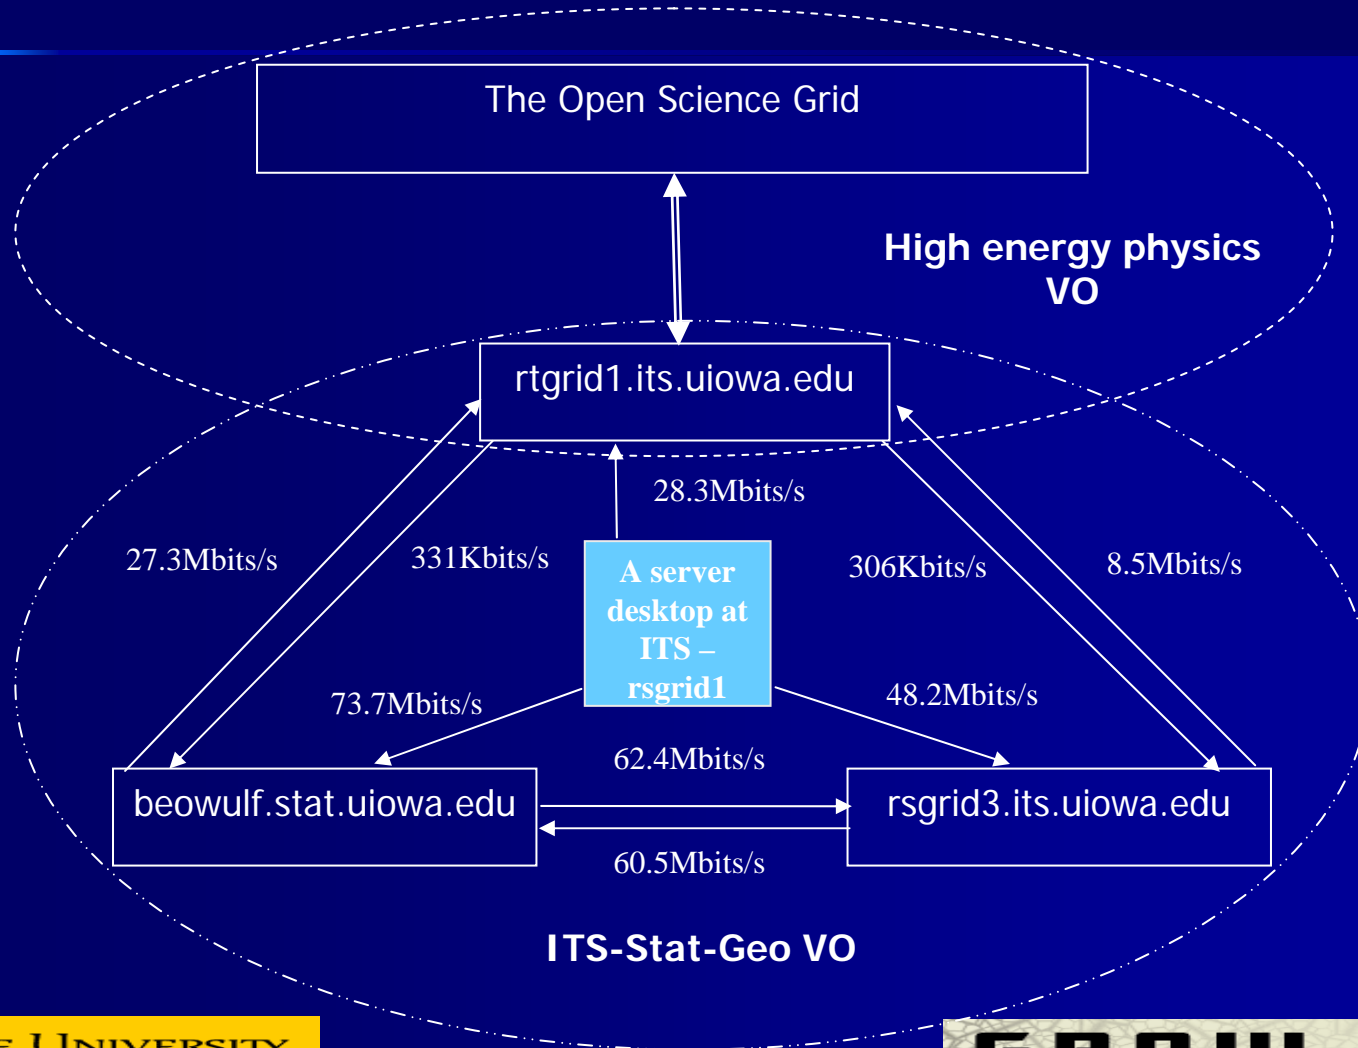 The Open Science Grid
High energy physics
VO
rtgrid1.its.uiowa.edu
28.3Mbits/s
27.3Mbits/s
331Kbits/s
306Kbits/s
8.5Mbits/s
A server
desktop at
ITS –
rsgrid1
73.7Mbits/s
48.2Mbits/s
62.4Mbits/s
beowulf.stat.uiowa.edu
rsgrid3.its.uiowa.edu
60.5Mbits/s
ITS-Stat-Geo VO
UNIVERSITY